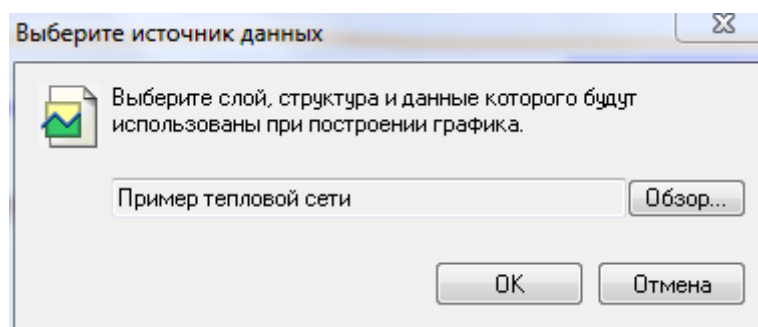 Выберите источник данных
Выберите слой, структура и данные которого будут
использованы при построении графика.
Пример тепловой сети
Обзор...
OK
Отмена